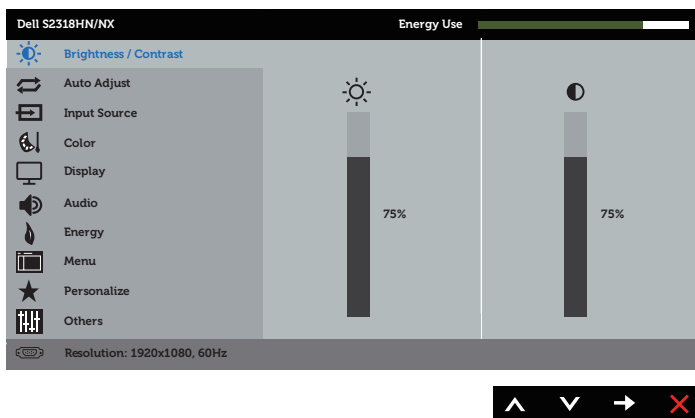 Dell S2318HN/NX
Energy Use
Brightness / Contrast
Auto Adjust
Input Source
Color
Display
Audio
Energy
Menu
Personalize
Others
75%
75%
Resolution: 1920x1080, 60Hz